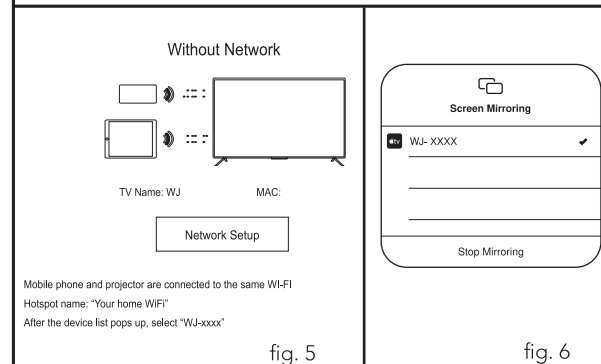 Without Network
TV Name: WJ MAC:
Network Setup
Mobile phone and projector are connected to the same WI-FI
Hotspot name: “Your home WiFi”
After the device list pops up, select “WJ-xxxx”
fig. 5
Screen Mirroring
tv WJ- XXXX
Stop Mirroring
fig. 6